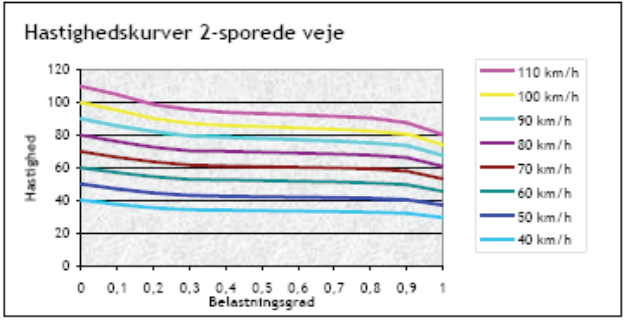 Hastighedskurver 2-sporede veje
Hastighed
120
100
80
60
40
20
0
0 0,1 0,2 0,3 0,4 0,5 0,6 0,7 0,8 0,9 1
Belastningsgrad
110 km/h
100 km/h
90 km/h
80 km/h
70 km/h
60 km/h
50 km/h
40 km/h